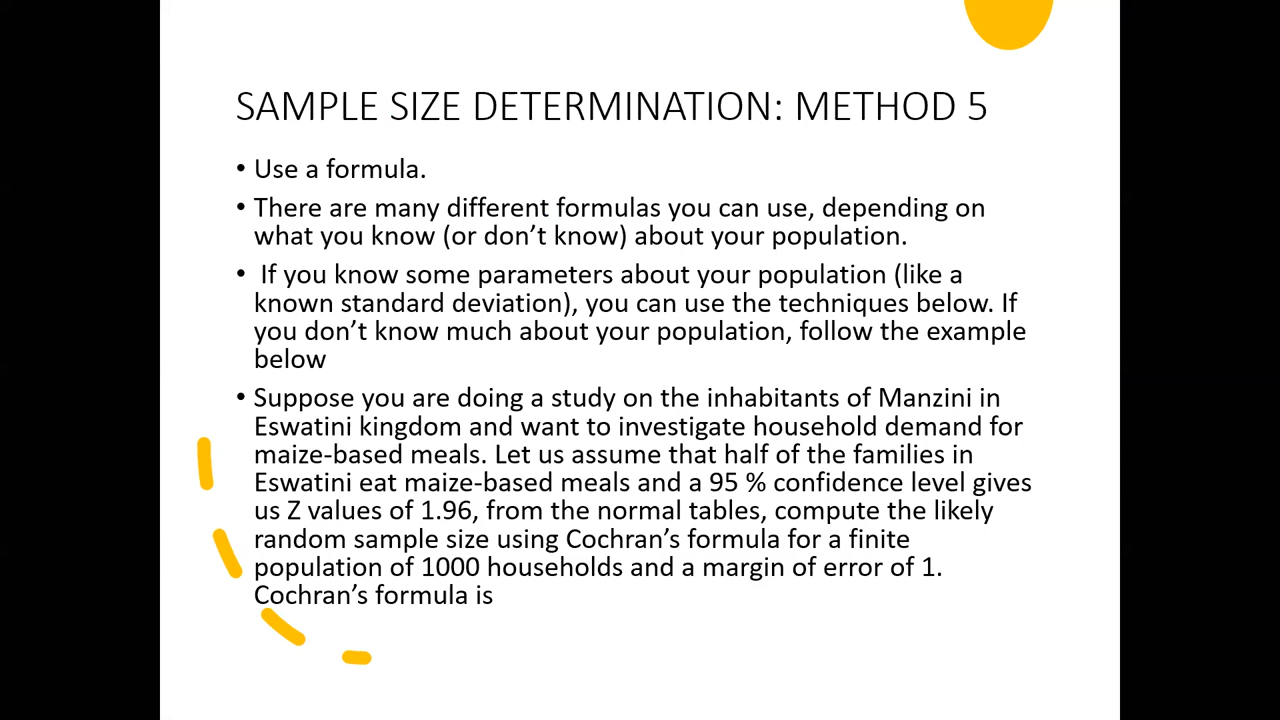 SAMPLE SIZE DETERMINATION: METHOD 5
• Use a formula.
• There are many different formulas you can use, depending on
what you know (or don’t know) about your population.
• If you know some parameters about your population (like a
known standard deviation), you can use the techniques below. If
you don’t know much about your population, follow the example
below
• Suppose you are doing a study on the inhabitants of Manzini in
Eswatini kingdom and want to investigate household demand for
maize-based meals. Let us assume that half of the families in
Eswatini eat maize-based meals and a 95 % confidence level gives
us Z values of 1.96, from the normal tables, compute the likely
random sample size using Cochran’s formula for a finite
population of 1000 households and a margin of error of 1.
Cochran’s formula is